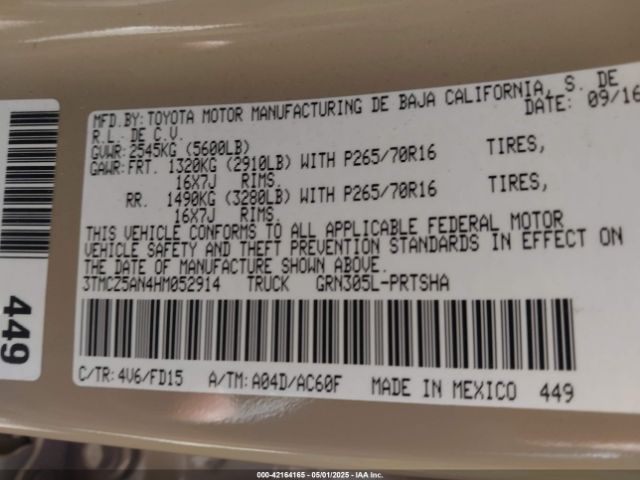 MFD.BY:TOYOTA MOTOR MANUFACTURING DE BAJA CALIFORNIA, S. DE
R.L. DE C.V. DATE: 09/16
GVWR:2545KG (5600LB)
GAWR:FRT. 1320KG (2910LB) WITH P265/70R16 TIRES,
16X7J RIMS.
RR. 1490KG (3280LB) WITH P265/70R16 TIRES,
16X7J RIMS.
THIS VEHICLE CONFORMS TO ALL APPLICABLE FEDERAL MOTOR
VEHICLE SAFETY AND THEFT PREVENTION STANDARDS IN EFFECT ON
THE DATE OF MANUFACTURE SHOWN ABOVE.
3TMCZ5AN4HM052914 TRUCK GRN305L-PRTSHA
C/TR:4V6/FD15 A/TM:A04D/AC60F MADE IN MEXICO 449
449
000-42164165 - 05/01/2025 - IAA Inc.